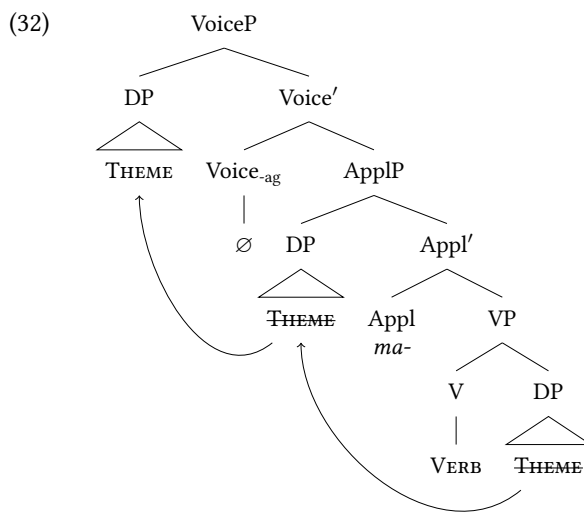 (32) VoiceP
DP Voice′
THEME Voice-ag ApplP
∅ DP Appl′
THEME Appl VP
ma-
V DP
VERB THEME